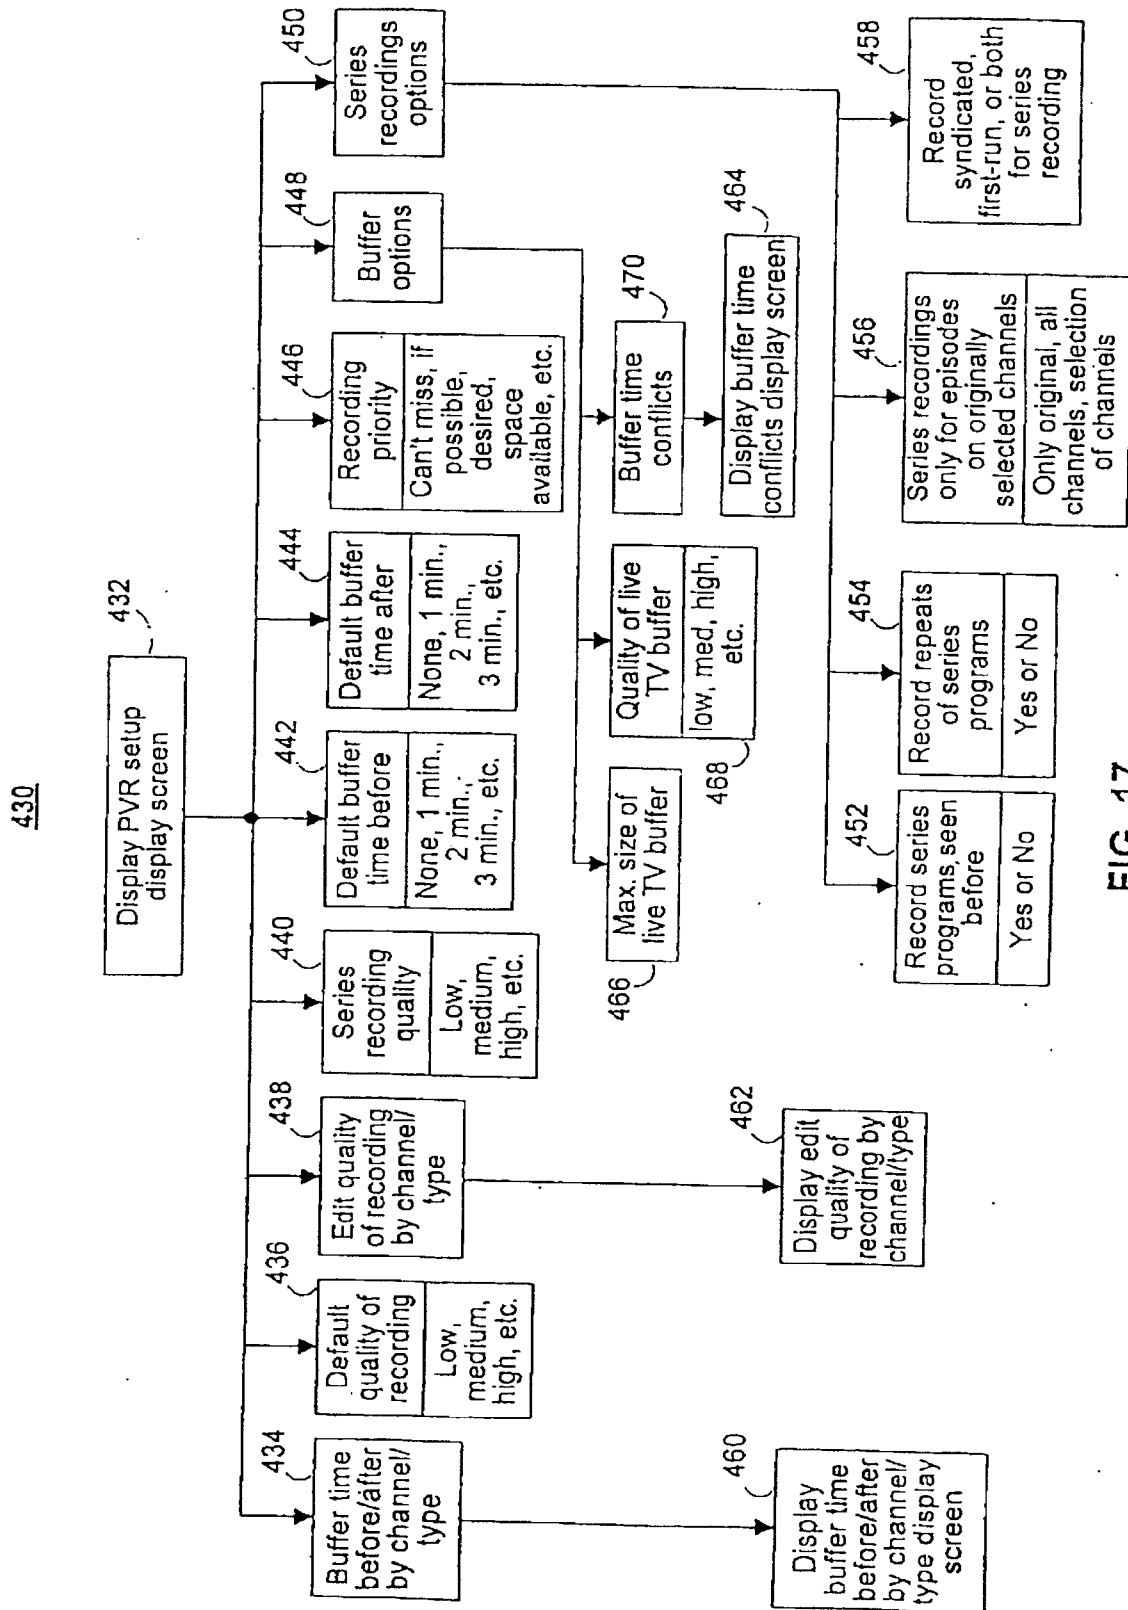 430
Display PVR setup
display screen
432
434
Buffer time
before/after
by channel/
type
436
Default
quality of
recording
Low,
medium,
high, etc.
438
Edit quality
of recording
by channel/
type
440
Series
recording
quality
Low,
medium,
high, etc.
442
Default buffer
time before
None, 1 min.,
2 min.,
3 min., etc.
444
Default buffer
time after
None, 1 min.,
2 min.,
3 min., etc.
446
Recording
priority
Can't miss, if
possible,
desired,
space
available, etc.
448
Buffer
options
450
Series
recordings
options
466
Max. size of
live TV buffer
468
Quality of live
TV buffer
low, med, high,
etc.
470
Buffer time
conflicts
464
Display buffer time
conflicts display screen
460
Display
buffer time
before/after
by channel/
type display
screen
462
Display edit
quality of
recording by
channel/type
452
Record series
programs, seen
before
Yes or No
454
Record repeats
of series
programs
Yes or No
456
Series recordings
only for episodes
on originally
selected channels
Only original, all
channels, selection
of channels
458
Record
syndicated,
first-run, or both
for series
recording
FIG. 17